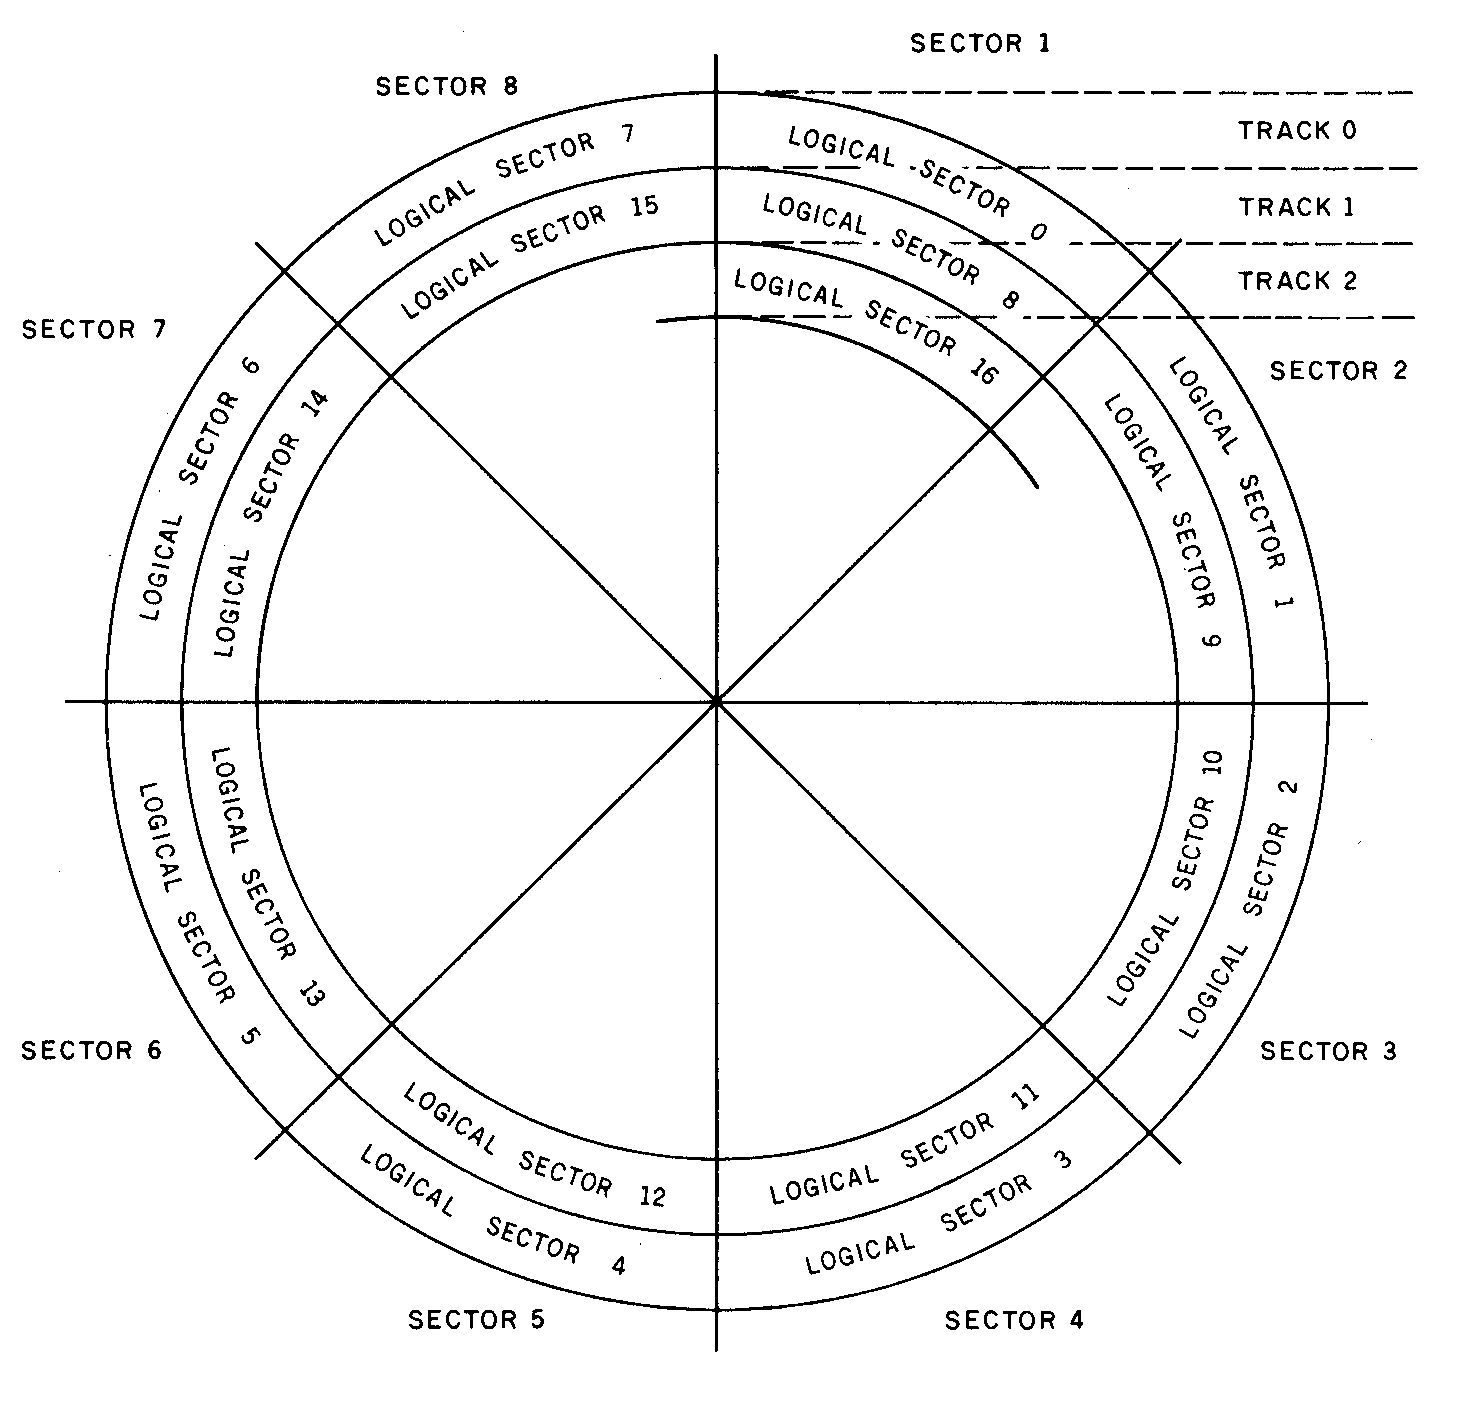 SECTOR 1
SECTOR 8
TRACK 0
TRACK 1
TRACK 2
SECTOR 7
SECTOR 2
SECTOR 6
SECTOR 3
SECTOR 5
SECTOR 4
LOGICAL SECTOR 0
LOGICAL SECTOR 1
LOGICAL SECTOR 2
LOGICAL SECTOR 3
LOGICAL SECTOR 4
LOGICAL SECTOR 5
LOGICAL SECTOR 6
LOGICAL SECTOR 7
LOGICAL SECTOR 8
LOGICAL SECTOR 9
LOGICAL SECTOR 10
LOGICAL SECTOR 11
LOGICAL SECTOR 12
LOGICAL SECTOR 13
LOGICAL SECTOR 14
LOGICAL SECTOR 15
LOGICAL SECTOR 16